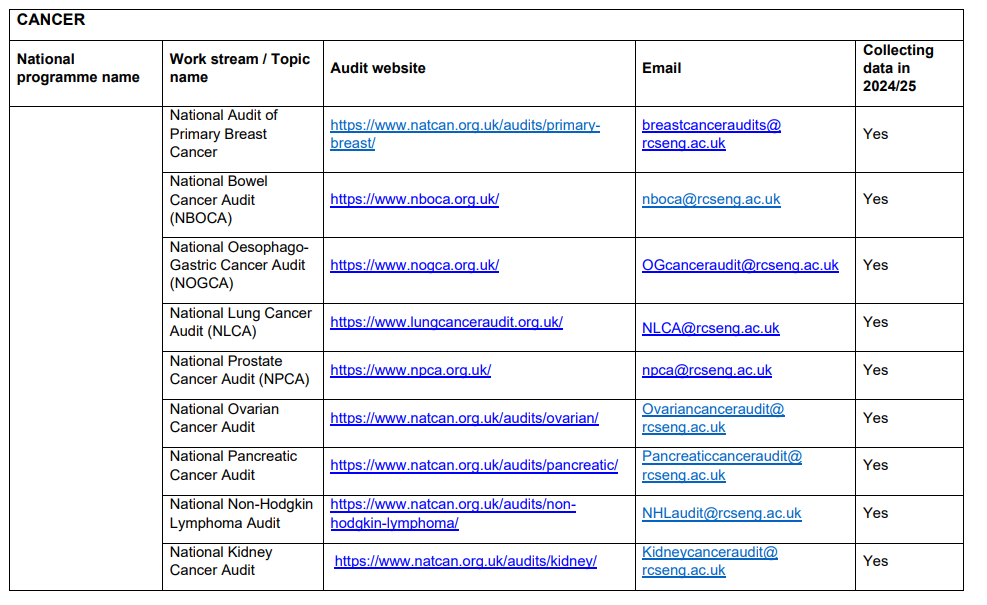 CANCER
National
programme name
Work stream / Topic
name
Audit website
Email
Collecting
data in
2024/25
National Audit of
Primary Breast
Cancer
https://www.natcan.org.uk/audits/primary-
breast/
breastcanceraudits@
rcseng.ac.uk
Yes
National Bowel
Cancer Audit
(NBOCA)
https://www.nboca.org.uk/
nboca@rcseng.ac.uk
Yes
National Oesophago-
Gastric Cancer Audit
(NOGCA)
https://www.nogca.org.uk/
OGcanceraudit@rcseng.ac.uk
Yes
National Lung Cancer
Audit (NLCA)
https://www.lungcanceraudit.org.uk/
NLCA@rcseng.ac.uk
Yes
National Prostate
Cancer Audit (NPCA)
https://www.npca.org.uk/
npca@rcseng.ac.uk
Yes
National Ovarian
Cancer Audit
https://www.natcan.org.uk/audits/ovarian/
Ovariancanceraudit@
rcseng.ac.uk
Yes
National Pancreatic
Cancer Audit
https://www.natcan.org.uk/audits/pancreatic/
Pancreaticcanceraudit@
rcseng.ac.uk
Yes
National Non-Hodgkin
Lymphoma Audit
https://www.natcan.org.uk/audits/non-
hodgkin-lymphoma/
NHLaudit@rcseng.ac.uk
Yes
National Kidney
Cancer Audit
https://www.natcan.org.uk/audits/kidney/
Kidneycanceraudit@
rcseng.ac.uk
Yes